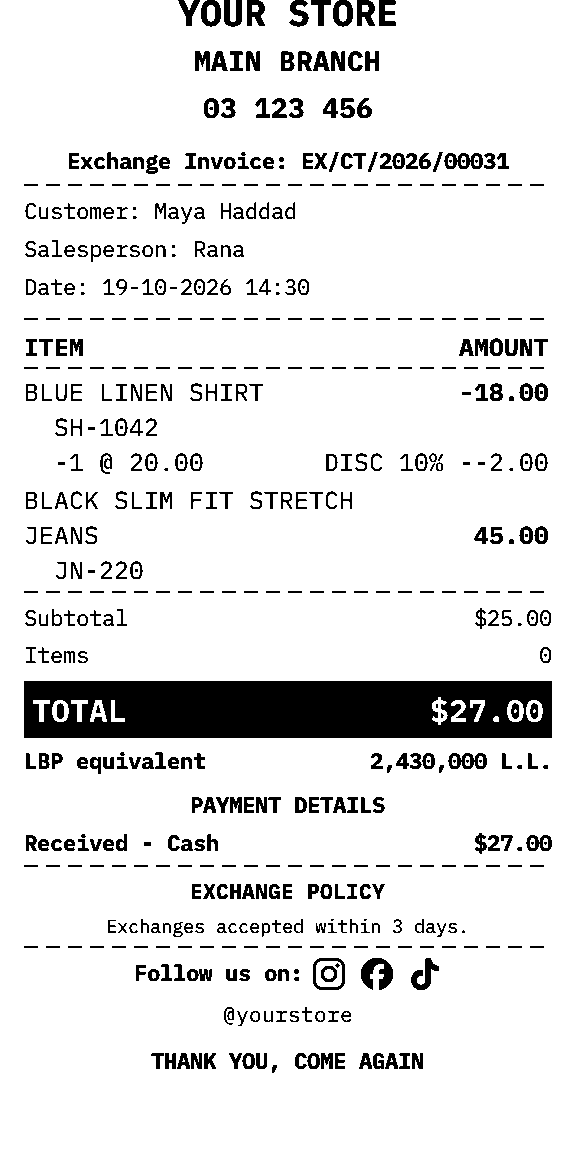 YOUR STORE
MAIN BRANCH
03 123 456
Exchange Invoice: EX/CT/2026/00031
Customer: Maya Haddad
Salesperson: Rana
Date: 19-10-2026 14:30
ITEM AMOUNT
BLUE LINEN SHIRT -18.00
SH-1042
-1 @ 20.00 DISC 10% --2.00
BLACK SLIM FIT STRETCH
JEANS 45.00
JN-220
Subtotal $25.00
Items 0
TOTAL $27.00
LBP equivalent 2,430,000 L.L.
PAYMENT DETAILS
Received - Cash $27.00
EXCHANGE POLICY
Exchanges accepted within 3 days.
Follow us on:
@yourstore
THANK YOU, COME AGAIN